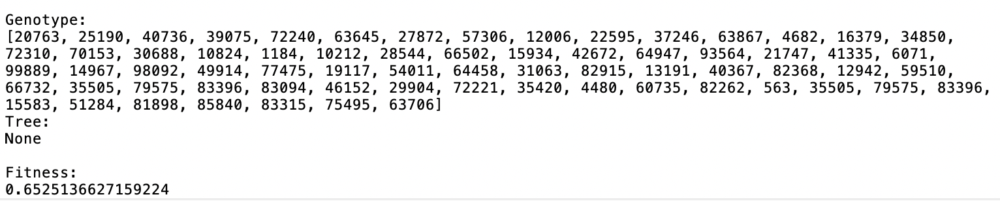 Genotype:
[20763, 25190, 40736, 39075, 72240, 63645, 27872, 57306, 12006, 22595, 37246, 63867, 4682, 16379, 34850,
72310, 70153, 30688, 10824, 1184, 10212, 28544, 66502, 15934, 42672, 64947, 93564, 21747, 41335, 6071,
99889, 14967, 98092, 49914, 77475, 19117, 54011, 64458, 31063, 82915, 13191, 40367, 82368, 12942, 59510,
66732, 35505, 79575, 83396, 83094, 46152, 29904, 72221, 35420, 4480, 60735, 82262, 563, 35505, 79575, 83396,
15583, 51284, 81898, 85840, 83315, 75495, 63706]
Tree:
None
Fitness:
0.6525136627159224